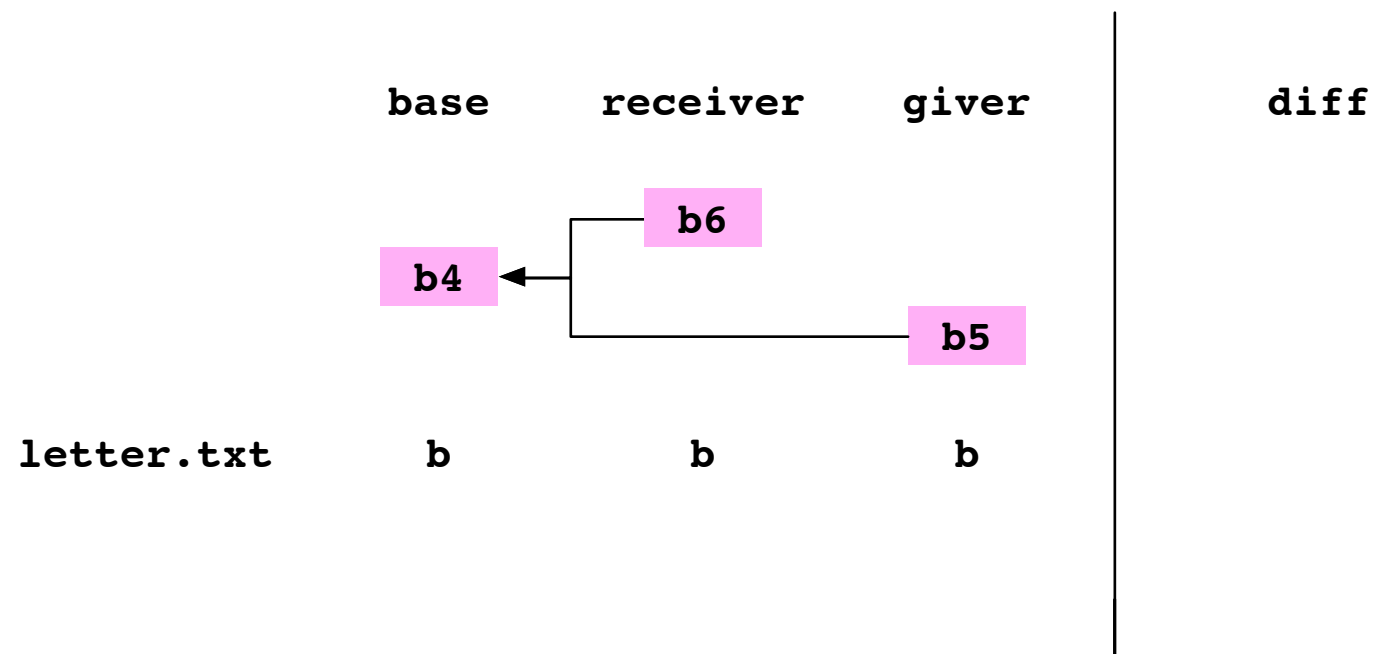 base receiver giver diff
b6
b4
b5
letter.txt b b b